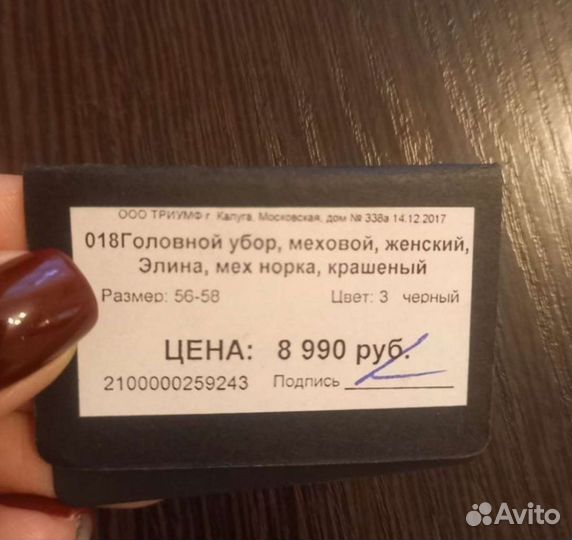 ООО ТРИУМФ г. Калуга, Московская, дом № 338а 14.12.2017
018Головной убор, меховой, женский,
Элина, мех норка, крашеный
Размер: 56-58 Цвет: 3 черный
ЦЕНА: 8 990 руб.
2100000259243 Подпись
Avito